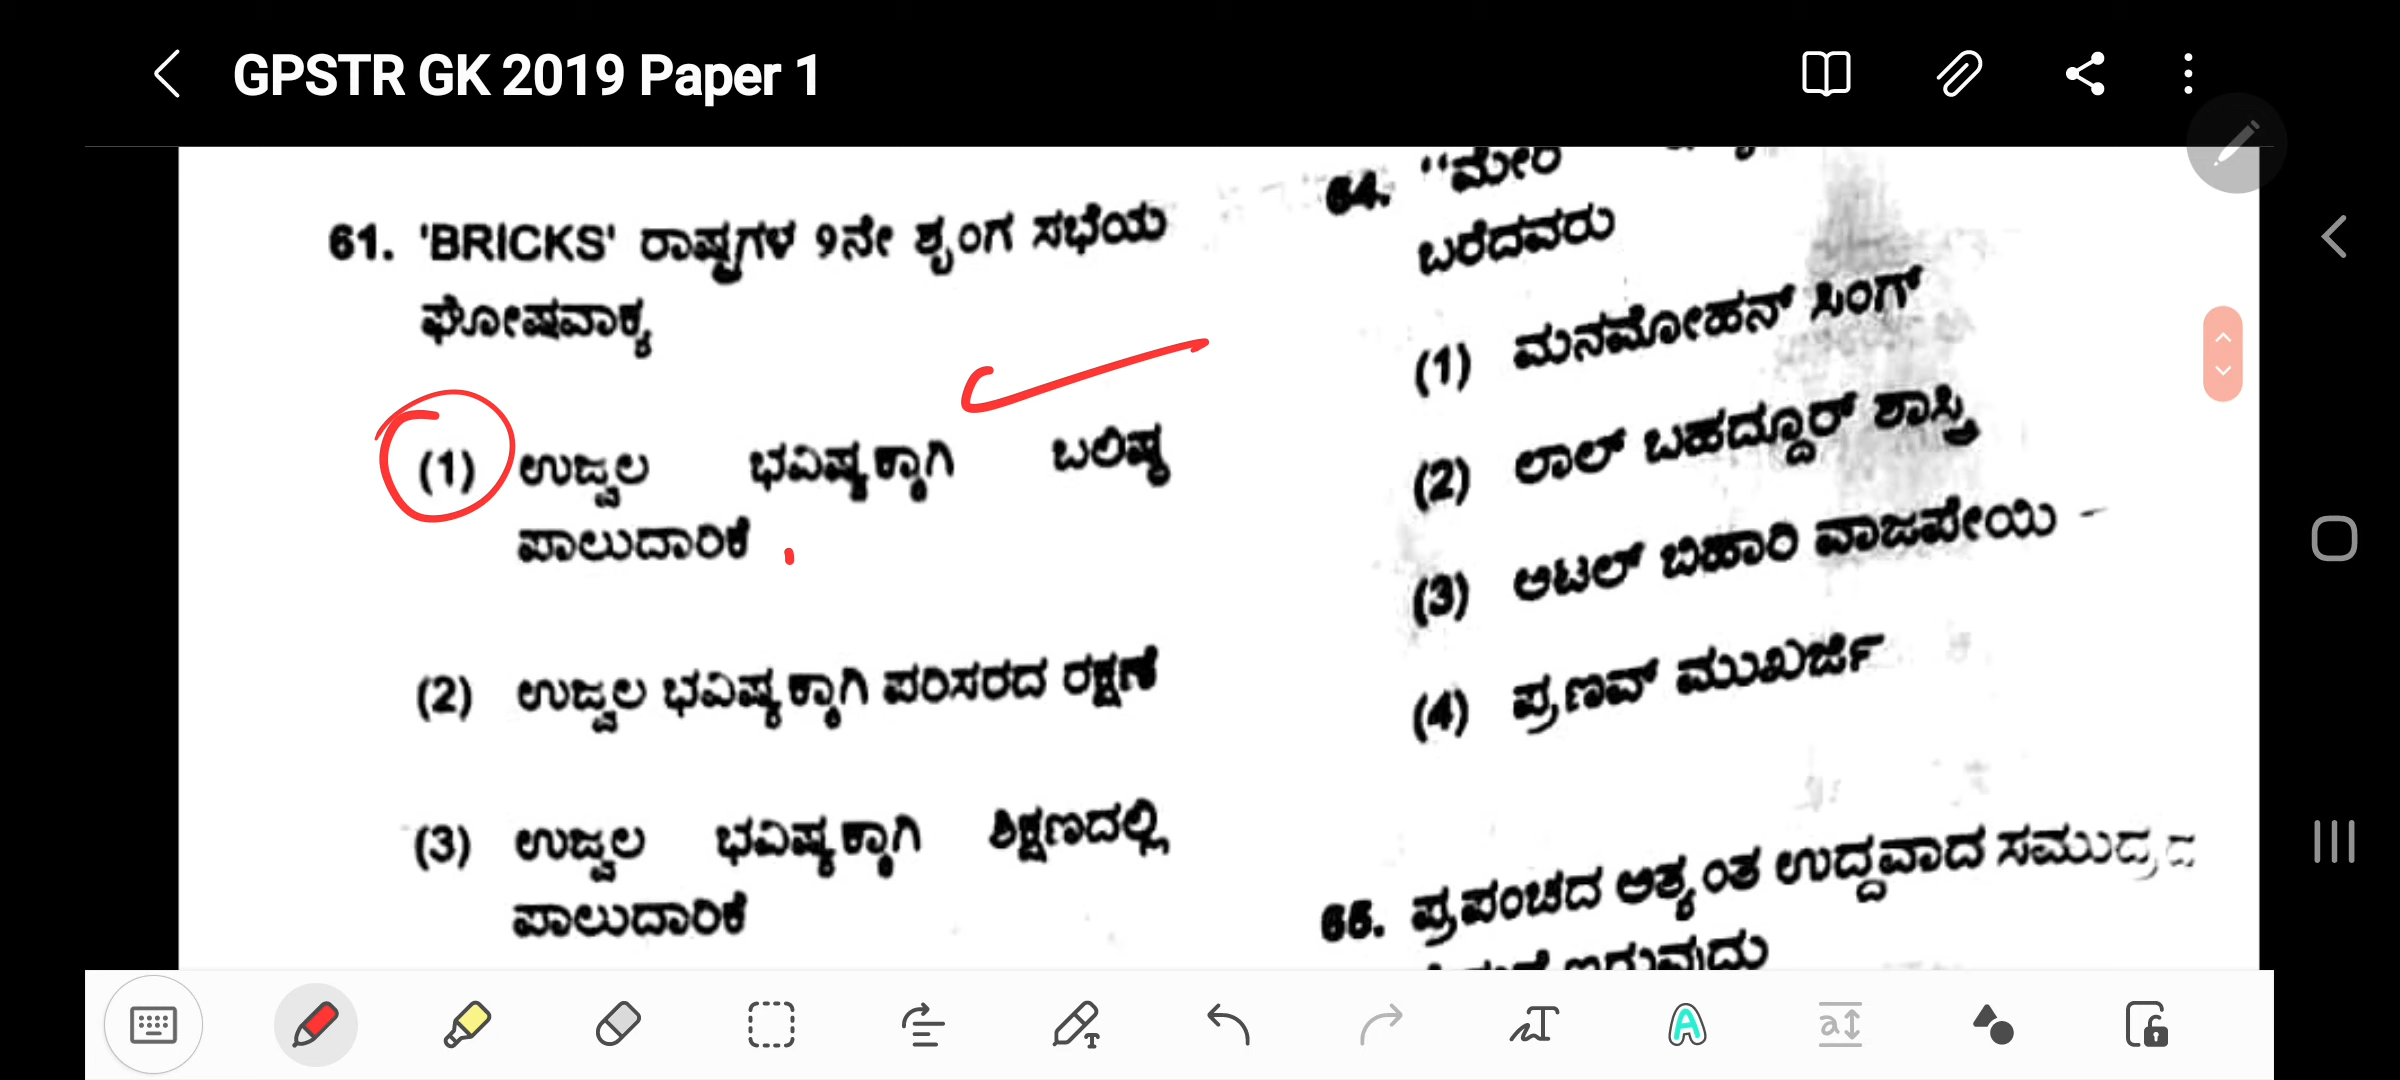 GPSTR GK 2019 Paper 1
61. 'BRICKS' ರಾಷ್ಟ್ರಗಳ 9ನೇ ಶೃಂಗ ಸಭೆಯ
ಘೋಷವಾಕ್ಯ
(1) ಉಜ್ವಲ ಭವಿಷ್ಯಕ್ಕಾಗಿ ಬಲಿಷ್ಠ
ಪಾಲುದಾರಿಕೆ
(2) ಉಜ್ವಲ ಭವಿಷ್ಯಕ್ಕಾಗಿ ಪರಿಸರದ ರಕ್ಷಣೆ
(3) ಉಜ್ವಲ ಭವಿಷ್ಯಕ್ಕಾಗಿ ಶಿಕ್ಷಣದಲ್ಲಿ
ಪಾಲುದಾರಿಕೆ
64. "ಮೇರಿ
ಬರೆದವರು
(1) ಮನಮೋಹನ್ ಸಿಂಗ್
(2) ಲಾಲ್ ಬಹದ್ದೂರ್ ಶಾಸ್ತ್ರಿ
(3) ಅಟಲ್ ಬಿಹಾರಿ ವಾಜಪೇಯಿ
(4) ಪ್ರಣವ್ ಮುಖರ್ಜಿ
65. ಪ್ರಪಂಚದ ಅತ್ಯಂತ ಉದ್ದವಾದ ಸಮುದ್ರದ
ಇರುವುದು